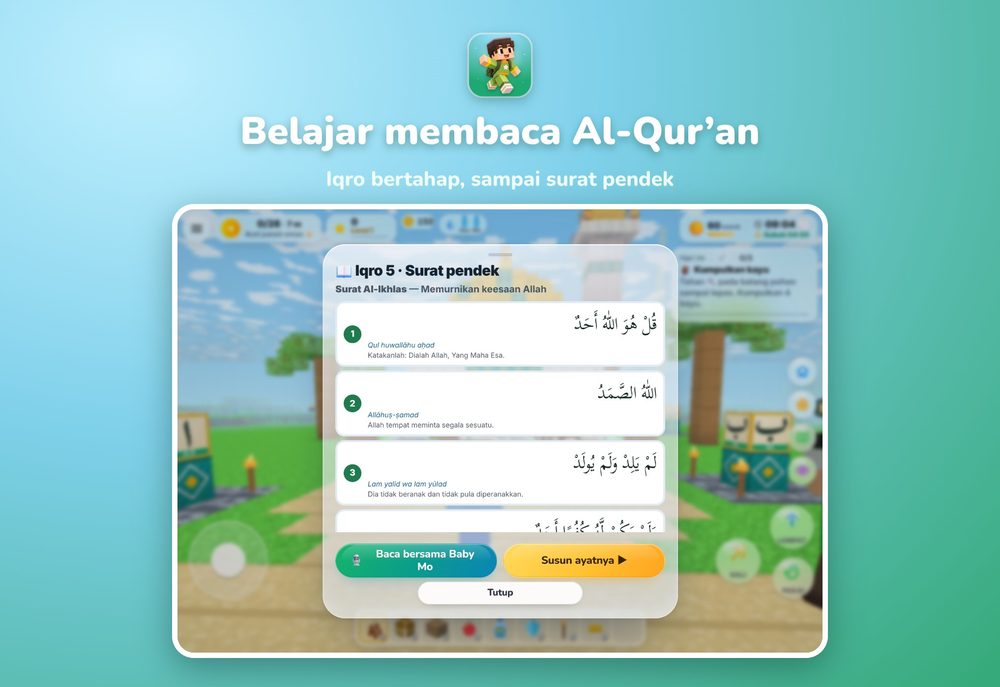 Belajar membaca Al-Qur’an
Iqro bertahap, sampai surat pendek
Iqro 5 · Surat pendek
Surat Al-Ikhlas — Memurnikan keesaan Allah
1
قُلْ هُوَ اللّٰهُ أَحَدٌ
Qul huwallāhu aḥad
Katakanlah: Dialah Allah, Yang Maha Esa.
2
اللّٰهُ الصَّمَدُ
Allāhuṣ-ṣamad
Allah tempat meminta segala sesuatu.
3
لَمْ يَلِدْ وَلَمْ يُولَدْ
Lam yalid wa lam yūlad
Dia tidak beranak dan tidak pula diperanakkan.
Baca bersama Baby
Mo
Susun ayatnya ▶
Tutup
ا
ب
Kumpulkan kayu